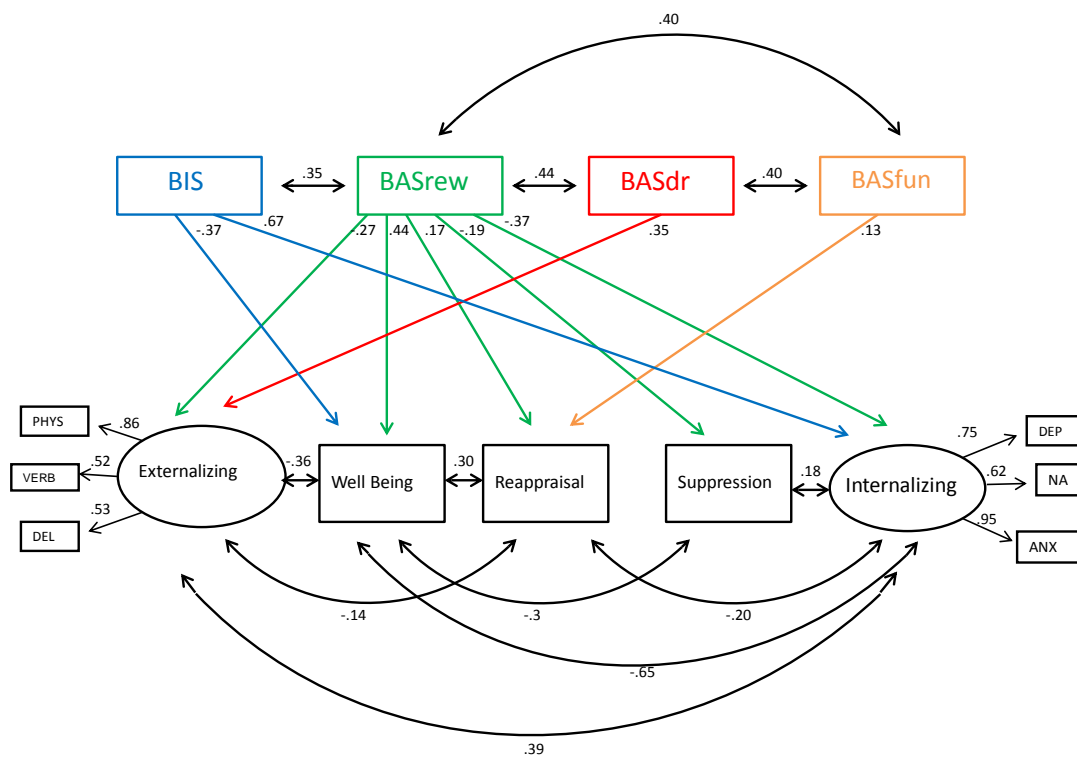 .40
BIS
.35
BASrew
.44
BASdr
.40
BASfun
-.37
.67
-.27
.44
.17
-.19
-.37
.35
.13
PHYS
.86
VERB
.52
DEL
.53
Externalizing
-.36
Well Being
.30
Reappraisal
Suppression
.18
Internalizing
.75
DEP
.62
NA
.95
ANX
-.14
-.3
-.20
-.65
.39